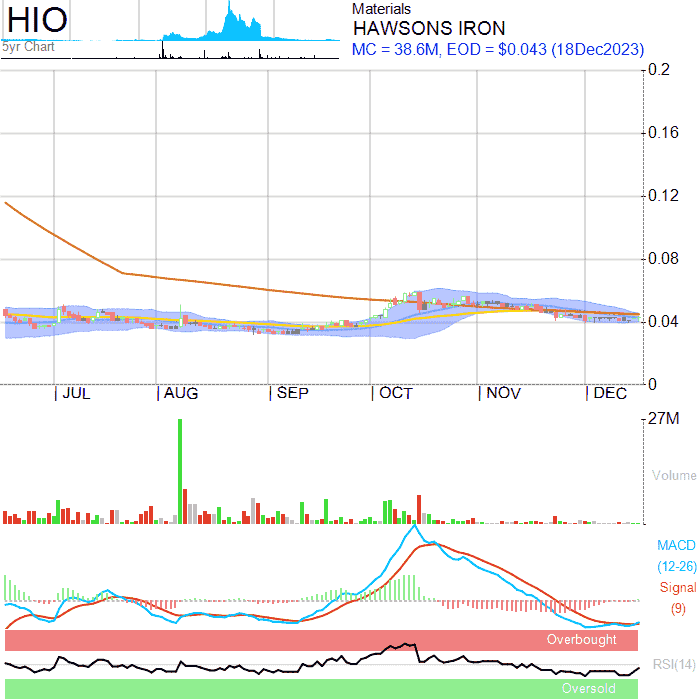 HIO
5yr Chart
Materials
HAWSONS IRON
MC = 38.6M, EOD = $0.043 (18Dec2023)
0.2
0.16
0.12
0.08
0.04
0
JUL
AUG
SEP
OCT
NOV
DEC
27M
Volume
MACD
(12-26)
Signal
(9)
Overbought
RSI(14)
Oversold